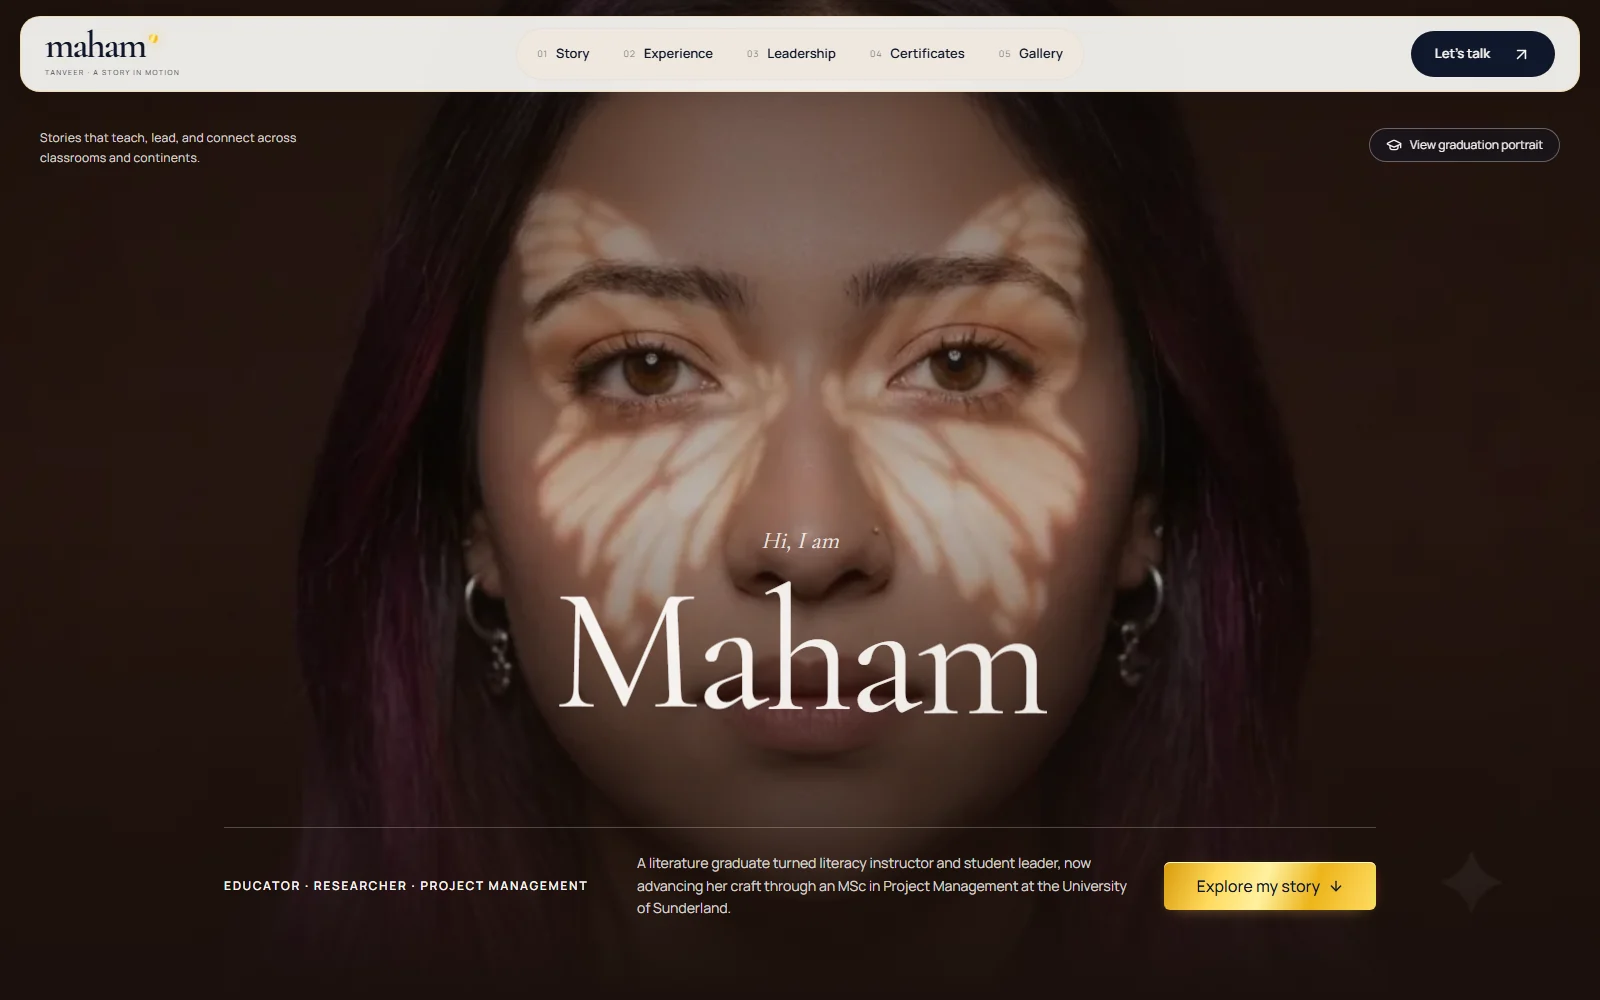 maham
TANVEER · A STORY IN MOTION
01 Story
02 Experience
03 Leadership
04 Certificates
05 Gallery
Let's talk
Stories that teach, lead, and connect across
classrooms and continents.
View graduation portrait
Hi, I am
Maham
EDUCATOR · RESEARCHER · PROJECT MANAGEMENT
A literature graduate turned literacy instructor and student leader, now
advancing her craft through an MSc in Project Management at the University
of Sunderland.
Explore my story